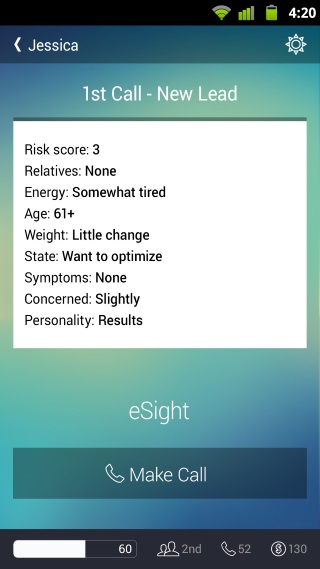 4:20
Jessica
1st Call - New Lead
Risk score: 3
Relatives: None
Energy: Somewhat tired
Age: 61+
Weight: Little change
State: Want to optimize
Symptoms: None
Concerned: Slightly
Personality: Results
eSight
Make Call
60 2nd 52 130